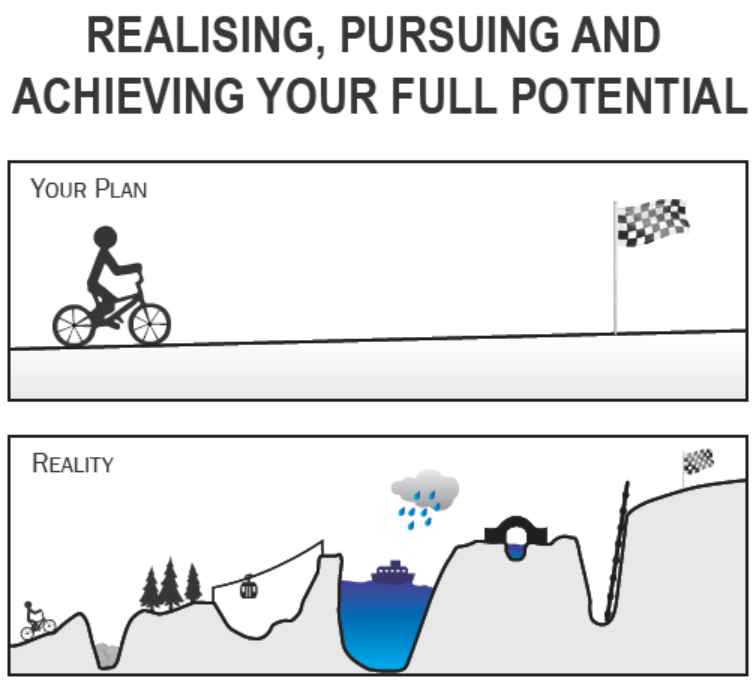 REALISING, PURSUING AND
ACHIEVING YOUR FULL POTENTIAL
YOUR PLAN
REALITY